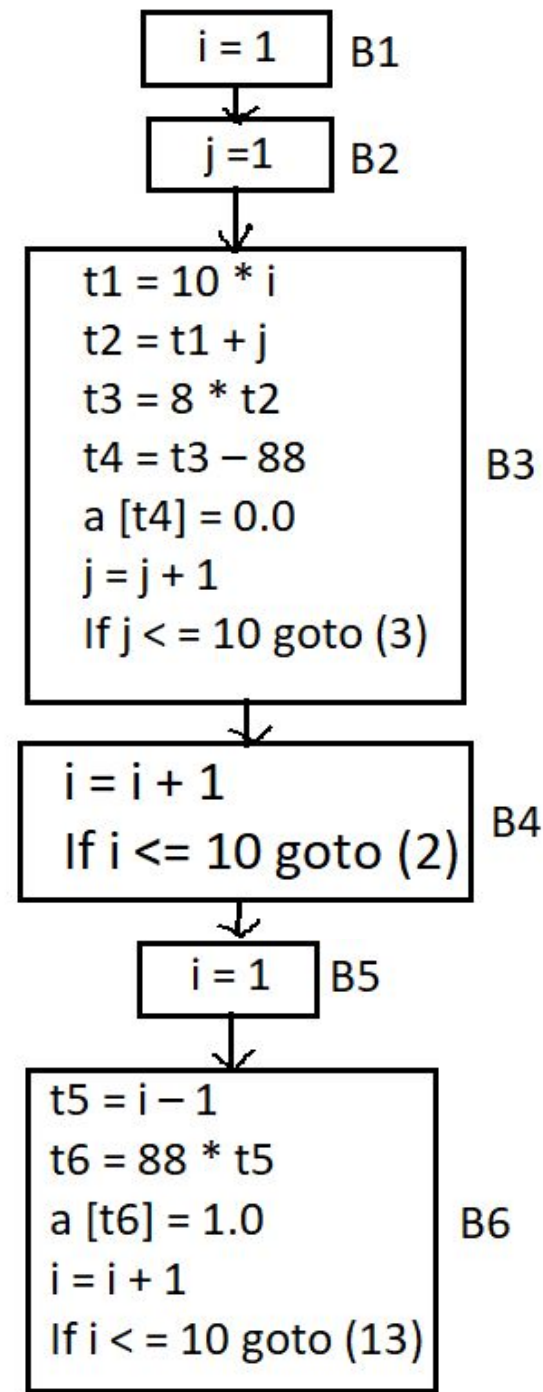 i = 1 B1
j =1 B2
t1 = 10 * i
t2 = t1 + j
t3 = 8 * t2
t4 = t3 – 88
B3
a [t4] = 0.0
j = j + 1
If j < = 10 goto (3)
i = i + 1
If i <= 10 goto (2)
B4
i = 1 B5
t5 = i – 1
t6 = 88 * t5
a [t6] = 1.0
B6
i = i + 1
If i < = 10 goto (13)